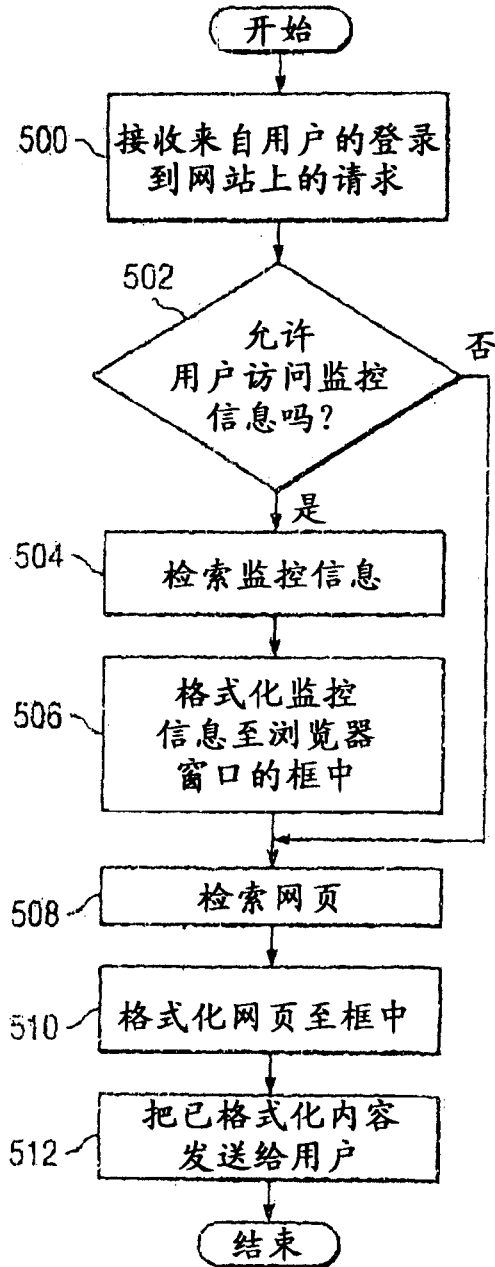 开始
500
接收来自用户的登录
到网站上的请求
502
允许
用户访问监控
信息吗?
否
是
504
检索监控信息
506
格式化监控
信息至浏览器
窗口的框中
508
检索网页
510
格式化网页至框中
512
把已格式化内容
发送给用户
结束